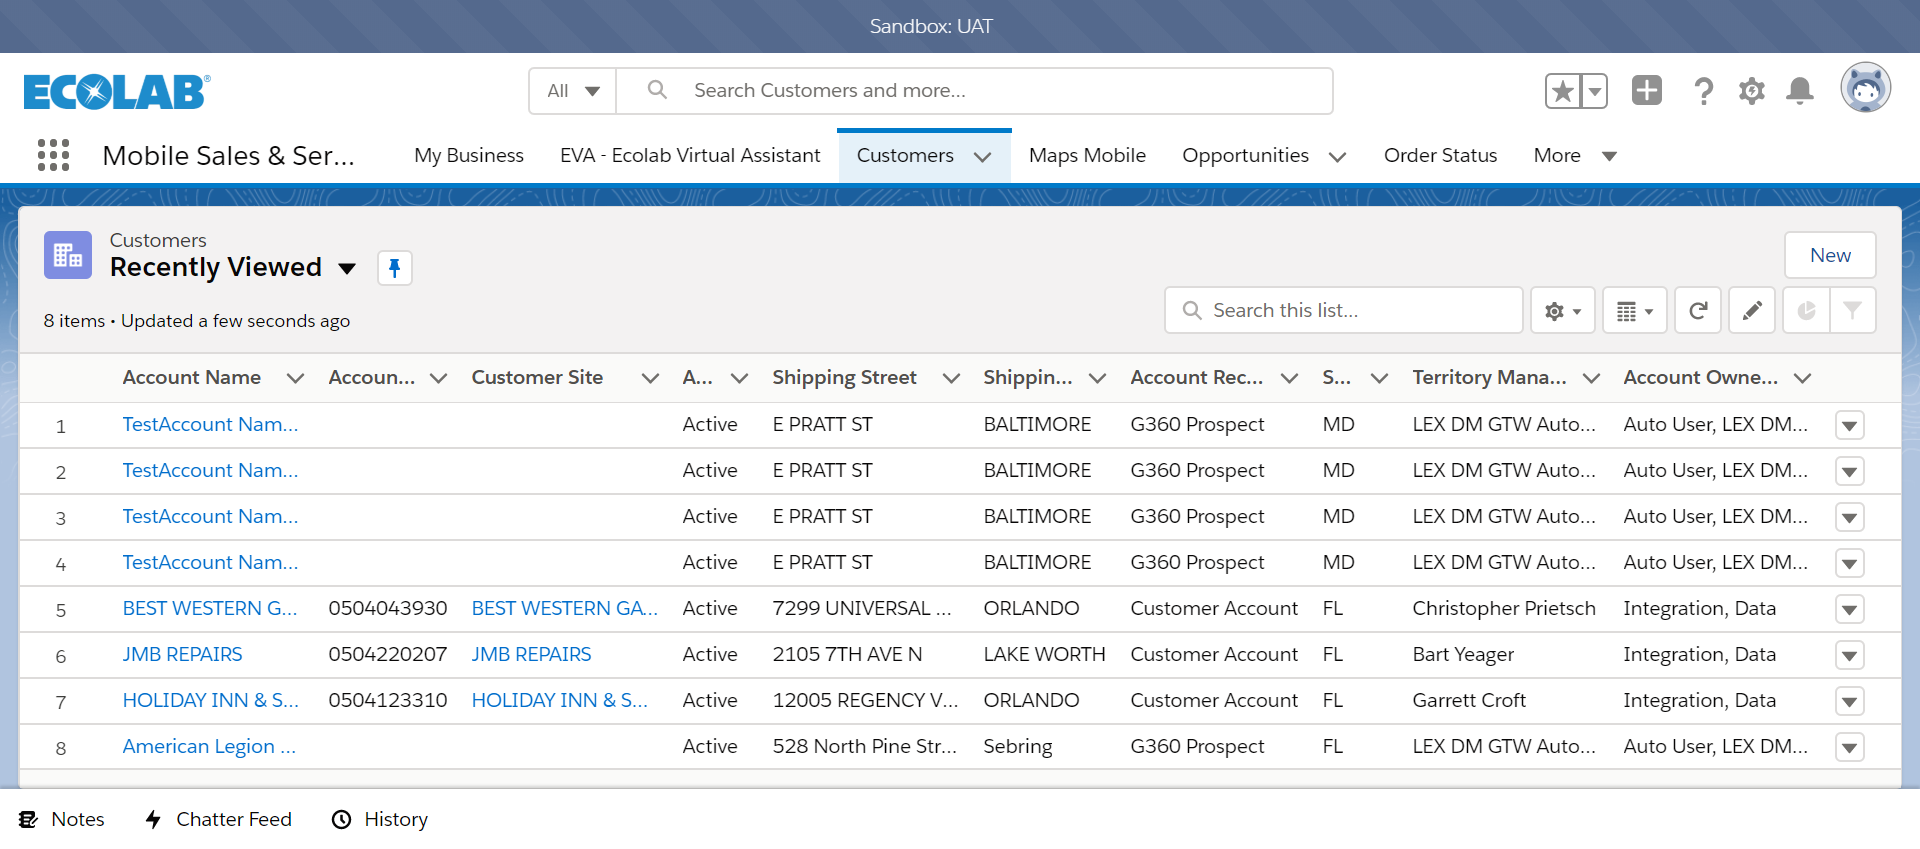 Sandbox: UAT
ECOLAB®
All
Search Customers and more...
Mobile Sales & Ser...
My Business
EVA - Ecolab Virtual Assistant
Customers
Maps Mobile
Opportunities
Order Status
More
Customers
Recently Viewed
New
8 items • Updated a few seconds ago
Search this list...
Account Name Accoun... Customer Site A... Shipping Street Shippin... Account Rec... S... Territory Mana... Account Owne...
1 TestAccount Nam... Active E PRATT ST BALTIMORE G360 Prospect MD LEX DM GTW Auto... Auto User, LEX DM...
2 TestAccount Nam... Active E PRATT ST BALTIMORE G360 Prospect MD LEX DM GTW Auto... Auto User, LEX DM...
3 TestAccount Nam... Active E PRATT ST BALTIMORE G360 Prospect MD LEX DM GTW Auto... Auto User, LEX DM...
4 TestAccount Nam... Active E PRATT ST BALTIMORE G360 Prospect MD LEX DM GTW Auto... Auto User, LEX DM...
5 BEST WESTERN G... 0504043930 BEST WESTERN GA... Active 7299 UNIVERSAL ... ORLANDO Customer Account FL Christopher Prietsch Integration, Data
6 JMB REPAIRS 0504220207 JMB REPAIRS Active 2105 7TH AVE N LAKE WORTH Customer Account FL Bart Yeager Integration, Data
7 HOLIDAY INN & S... 0504123310 HOLIDAY INN & S... Active 12005 REGENCY V... ORLANDO Customer Account FL Garrett Croft Integration, Data
8 American Legion ... Active 528 North Pine Str... Sebring G360 Prospect FL LEX DM GTW Auto... Auto User, LEX DM...
Notes
Chatter Feed
History